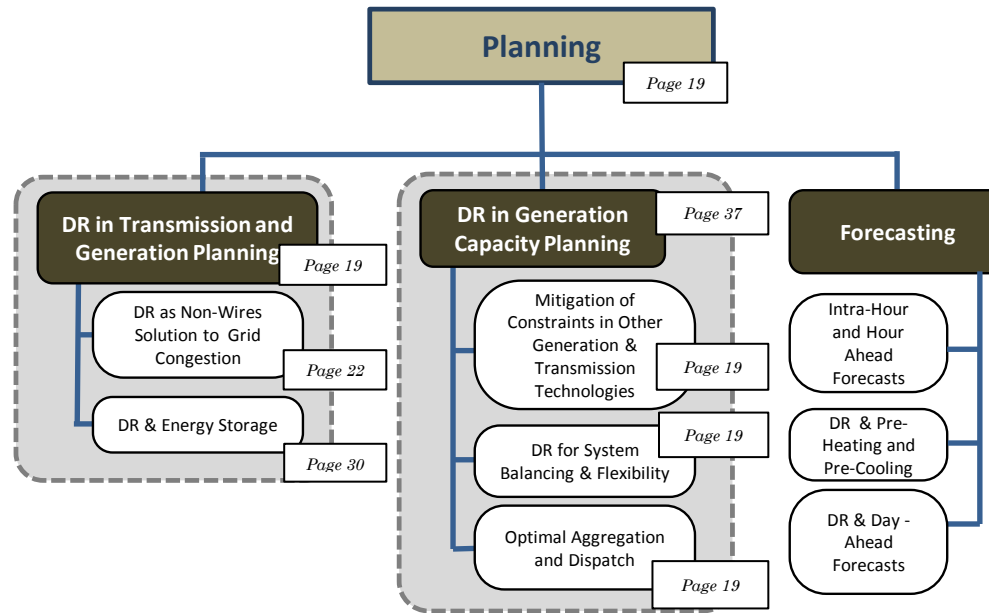 Planning
Page 19
DR in Transmission and
Generation Planning
Page 19
DR as Non-Wires
Solution to Grid
Congestion
Page 22
DR & Energy Storage
Page 30
DR in Generation
Capacity Planning
Page 37
Mitigation of
Constraints in Other
Generation &
Transmission
Technologies
Page 19
DR for System
Balancing & Flexibility
Page 19
Optimal Aggregation
and Dispatch
Page 19
Forecasting
Intra-Hour
and Hour
Ahead
Forecasts
DR & Pre-
Heating and
Pre-Cooling
DR & Day -
Ahead
Forecasts